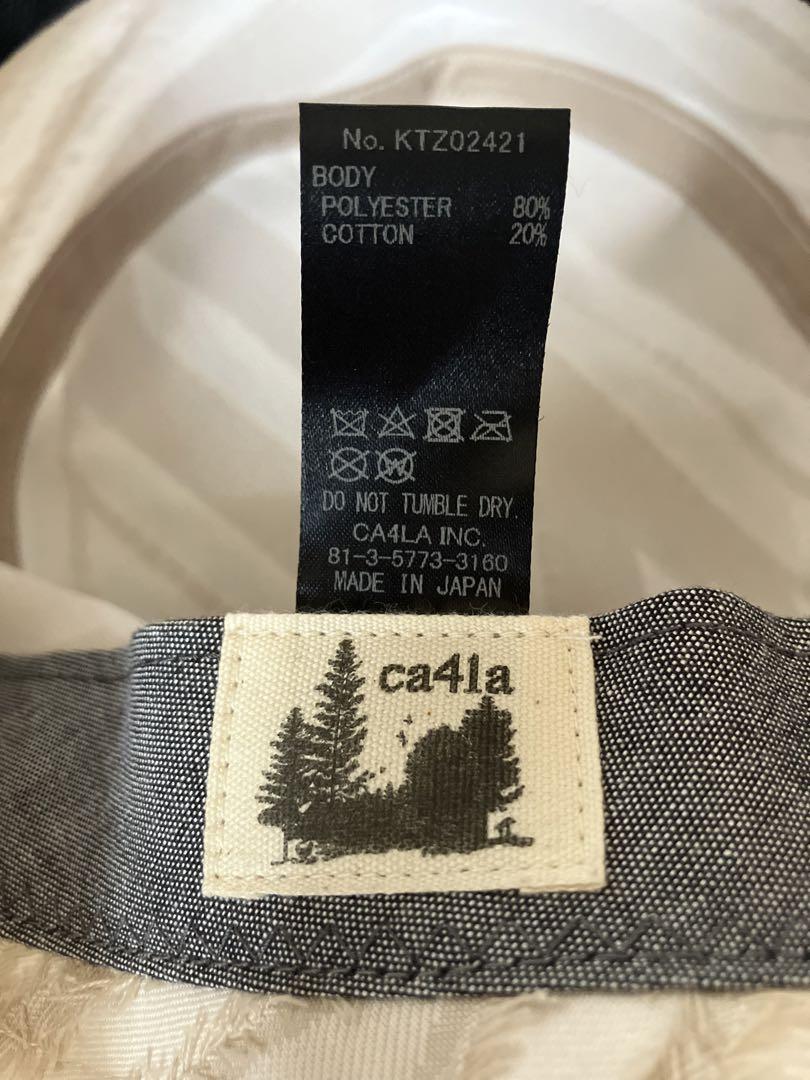 No. KTZ02421
BODY
POLYESTER 80%
COTTON 20%
DO NOT TUMBLE DRY.
CA4LA INC.
81-3-5773-3160
MADE IN JAPAN
ca4la